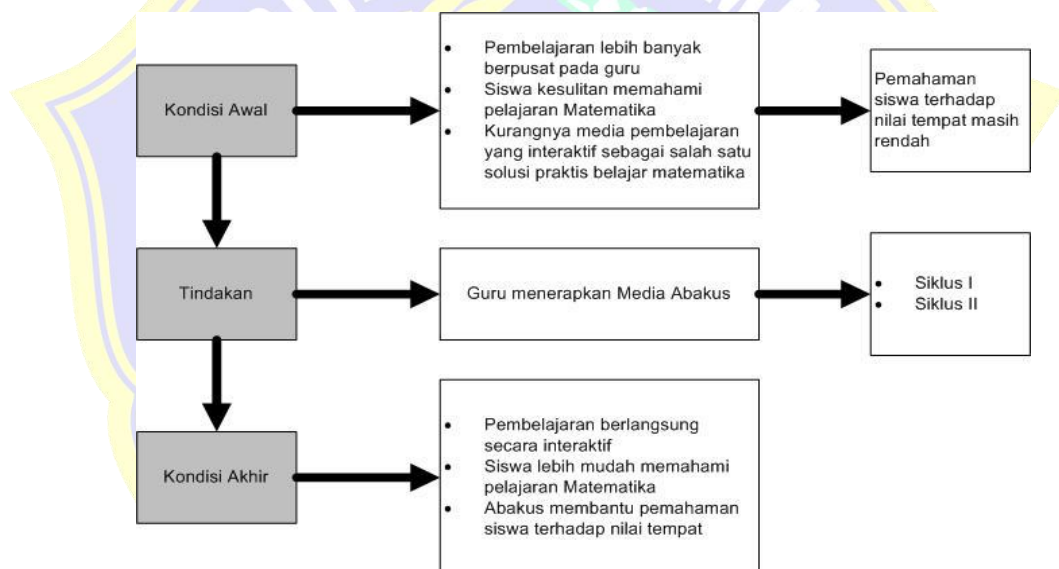 Kondisi Awal
• Pembelajaran lebih banyak
berpusat pada guru
• Siswa kesulitan memahami
pelajaran Matematika
• Kurangnya media pembelajaran
yang interaktif sebagai salah satu
solusi praktis belajar matematika
Pemahaman
siswa terhadap
nilai tempat masih
rendah
Tindakan
Guru menerapkan Media Abakus
• Siklus I
• Siklus II
Kondisi Akhir
• Pembelajaran berlangsung
secara interaktif
• Siswa lebih mudah memahami
pelajaran Matematika
• Abakus membantu pemahaman
siswa terhadap nilai tempat